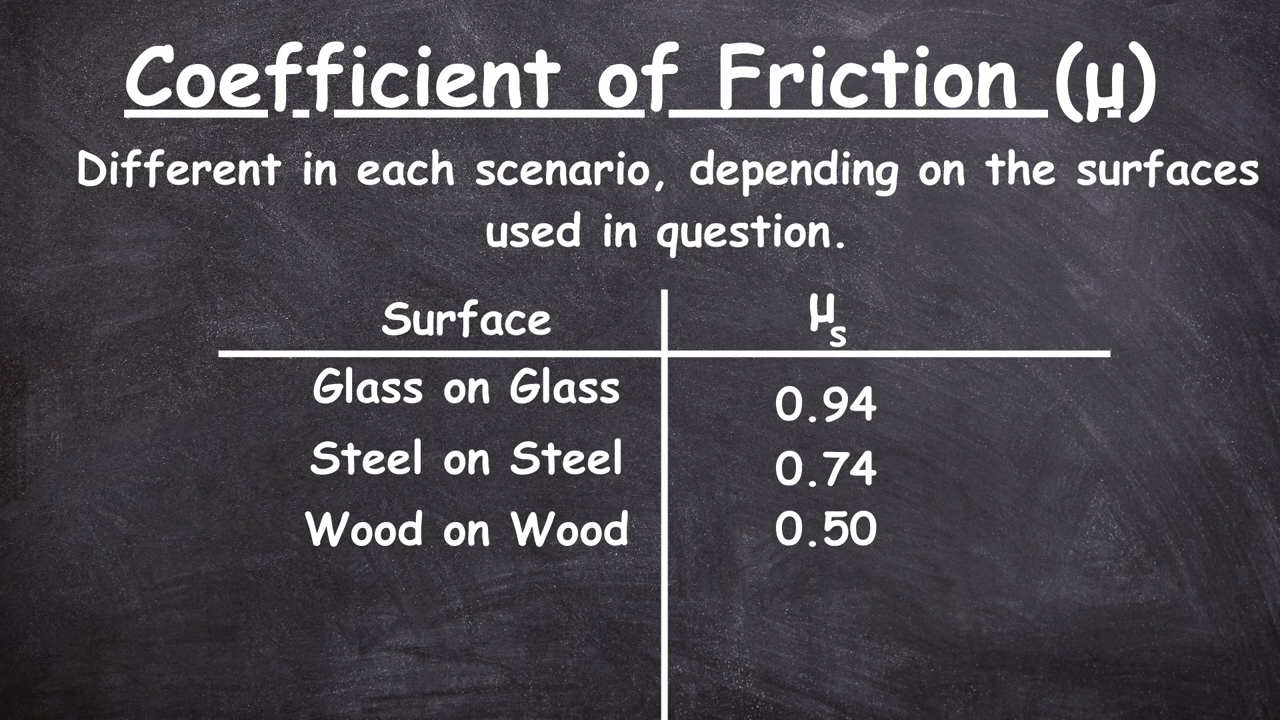 Coefficient of Friction (μ)
Different in each scenario, depending on the surfaces
used in question.
Surface μs
Glass on Glass 0.94
Steel on Steel 0.74
Wood on Wood 0.50